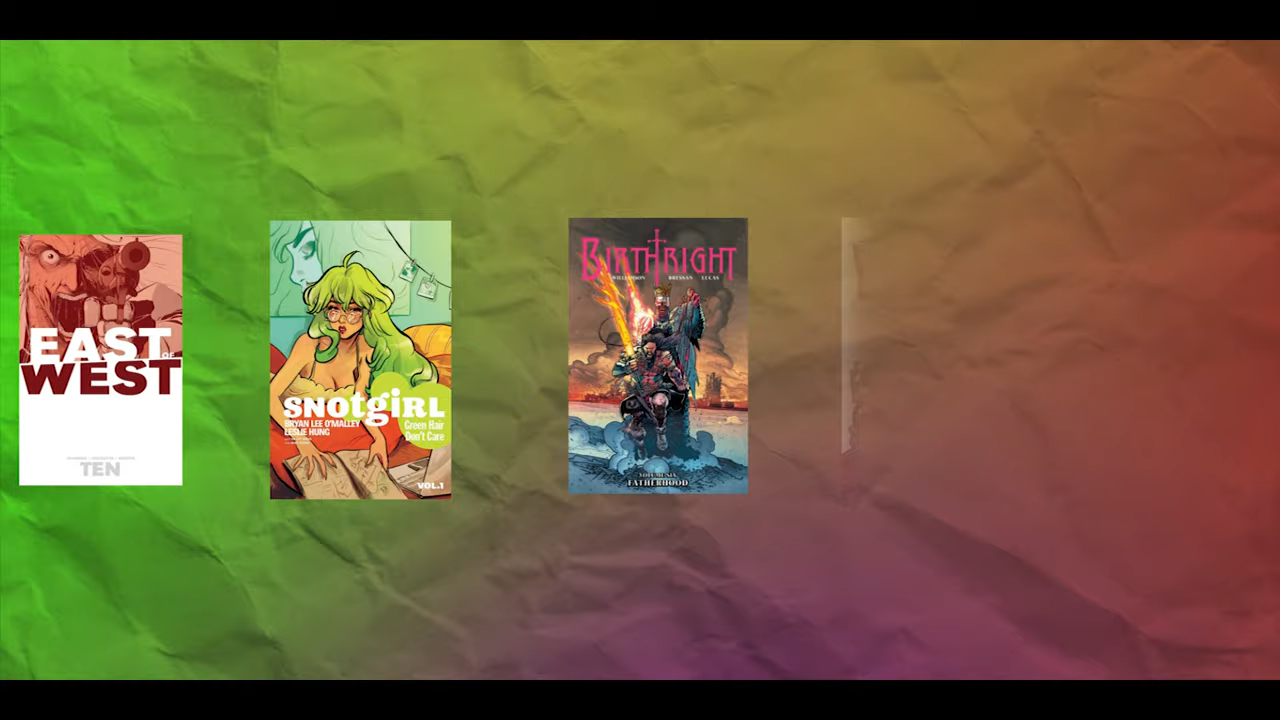 EAST
OF
WEST
TEN
SNOTGIRL
BRYAN LEE O'MALLEY
LESLIE HUNG
Green Hair
Don't Care
VOL.1
BIRTHRIGHT
WILLIAMSON BRESSAN LUCAS
FATHERHOOD